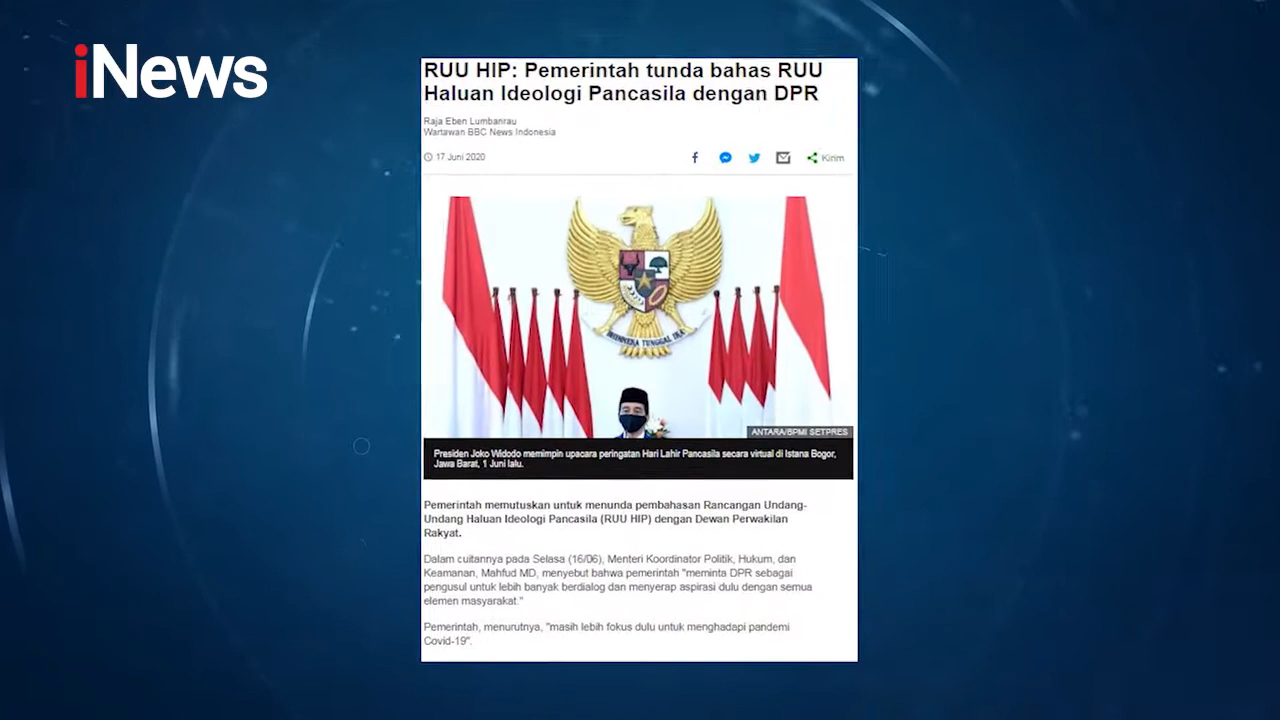 iNews
RUU HIP: Pemerintah tunda bahas RUU
Haluan Ideologi Pancasila dengan DPR
Raja Eben Lumbanrau
Wartawan BBC News Indonesia
17 Juni 2020
Kirim
BHINNEKA TUNGGAL IKA
ANTARA/BPMI SETPRES
Presiden Joko Widodo memimpin upacara peringatan Hari Lahir Pancasila secara virtual di Istana Bogor,
Jawa Barat, 1 Juni lalu.
Pemerintah memutuskan untuk menunda pembahasan Rancangan Undang-
Undang Haluan Ideologi Pancasila (RUU HIP) dengan Dewan Perwakilan
Rakyat.
Dalam cuitannya pada Selasa (16/06), Menteri Koordinator Politik, Hukum, dan
Keamanan, Mahfud MD, menyebut bahwa pemerintah "meminta DPR sebagai
pengusul untuk lebih banyak berdialog dan menyerap aspirasi dulu dengan semua
elemen masyarakat."
Pemerintah, menurutnya, "masih lebih fokus dulu untuk menghadapi pandemi
Covid-19".